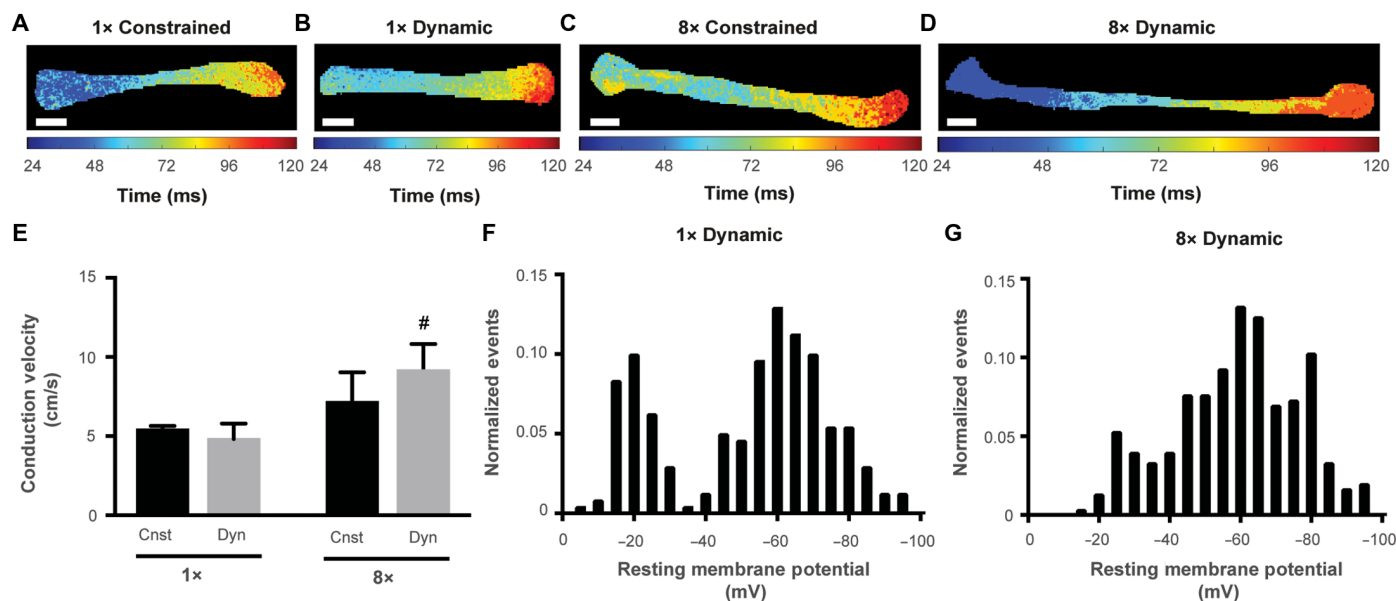 A
1× Constrained
24 48 72 96 120
Time (ms)
B
1× Dynamic
24 48 72 96 120
Time (ms)
C
8× Constrained
24 48 72 96 120
Time (ms)
D
8× Dynamic
24 48 72 96 120
Time (ms)
E
Conduction velocity
(cm/s)
15
10
5
0
#
Cnst Dyn Cnst Dyn
1× 8×
F
1× Dynamic
Normalized events
0.15
0.10
0.05
0
0 –20 –40 –60 –80 –100
Resting membrane potential
(mV)
G
8× Dynamic
Normalized events
0.15
0.10
0.05
0
0 –20 –40 –60 –80 –100
Resting membrane potential
(mV)